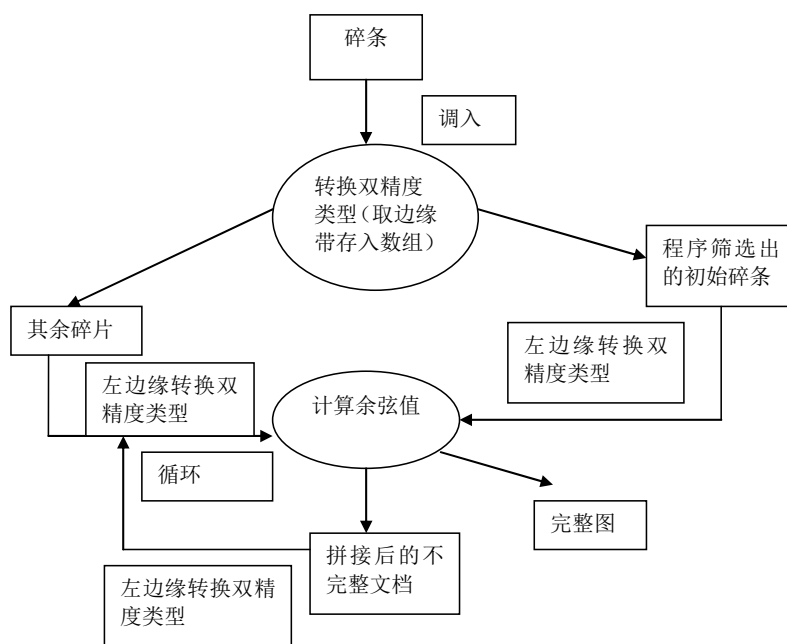 碎条
调入
转换双精度
类型（取边缘
带存入数组）
程序筛选出
的初始碎条
其余碎片
左边缘转换双
精度类型
左边缘转换双
精度类型
计算余弦值
循环
完整图
拼接后的不
完整文档
左边缘转换双精
度类型